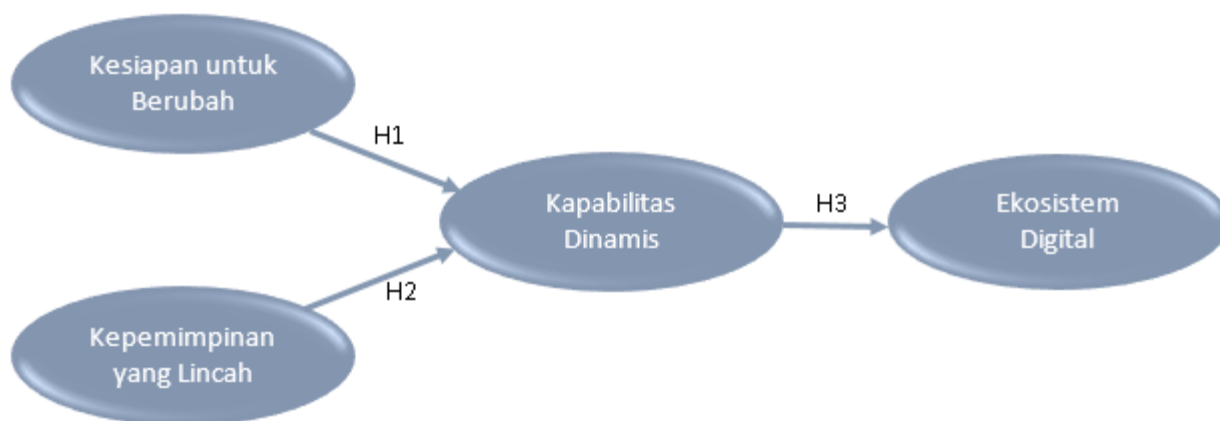 Kesiapan untuk
Berubah
H1
Kapabilitas
Dinamis
H3
Ekosistem
Digital
H2
Kepemimpinan
yang Lincah